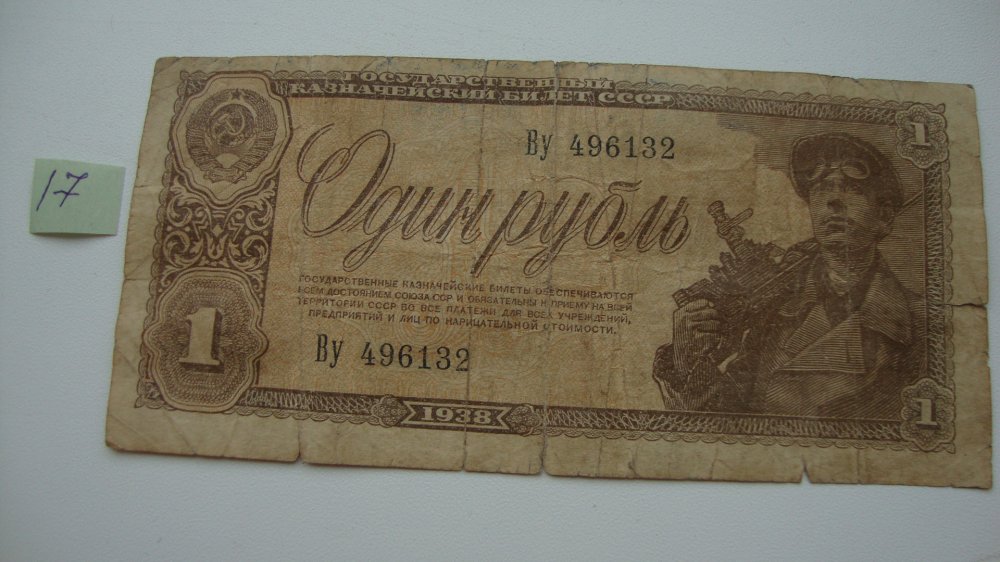 17
ГОСУДАРСТВЕННЫЙ
КАЗНАЧЕЙСКИЙ БИЛЕТ СССР
1
Ву 496132
Один рубль
ГОСУДАРСТВЕННЫЕ КАЗНАЧЕЙСКИЕ БИЛЕТЫ ОБЕСПЕЧИВАЮТСЯ
ВСЕМ ДОСТОЯНИЕМ СОЮЗА ССР И ОБЯЗАТЕЛЬНЫ К ПРИЕМУ НА ВСЕЙ
ТЕРРИТОРИИ СССР ВО ВСЕ ПЛАТЕЖИ ДЛЯ ВСЕХ УЧРЕЖДЕНИЙ,
ПРЕДПРИЯТИЙ И ЛИЦ ПО НАРИЦАТЕЛЬНОЙ СТОИМОСТИ.
1
Ву 496132
1938
1